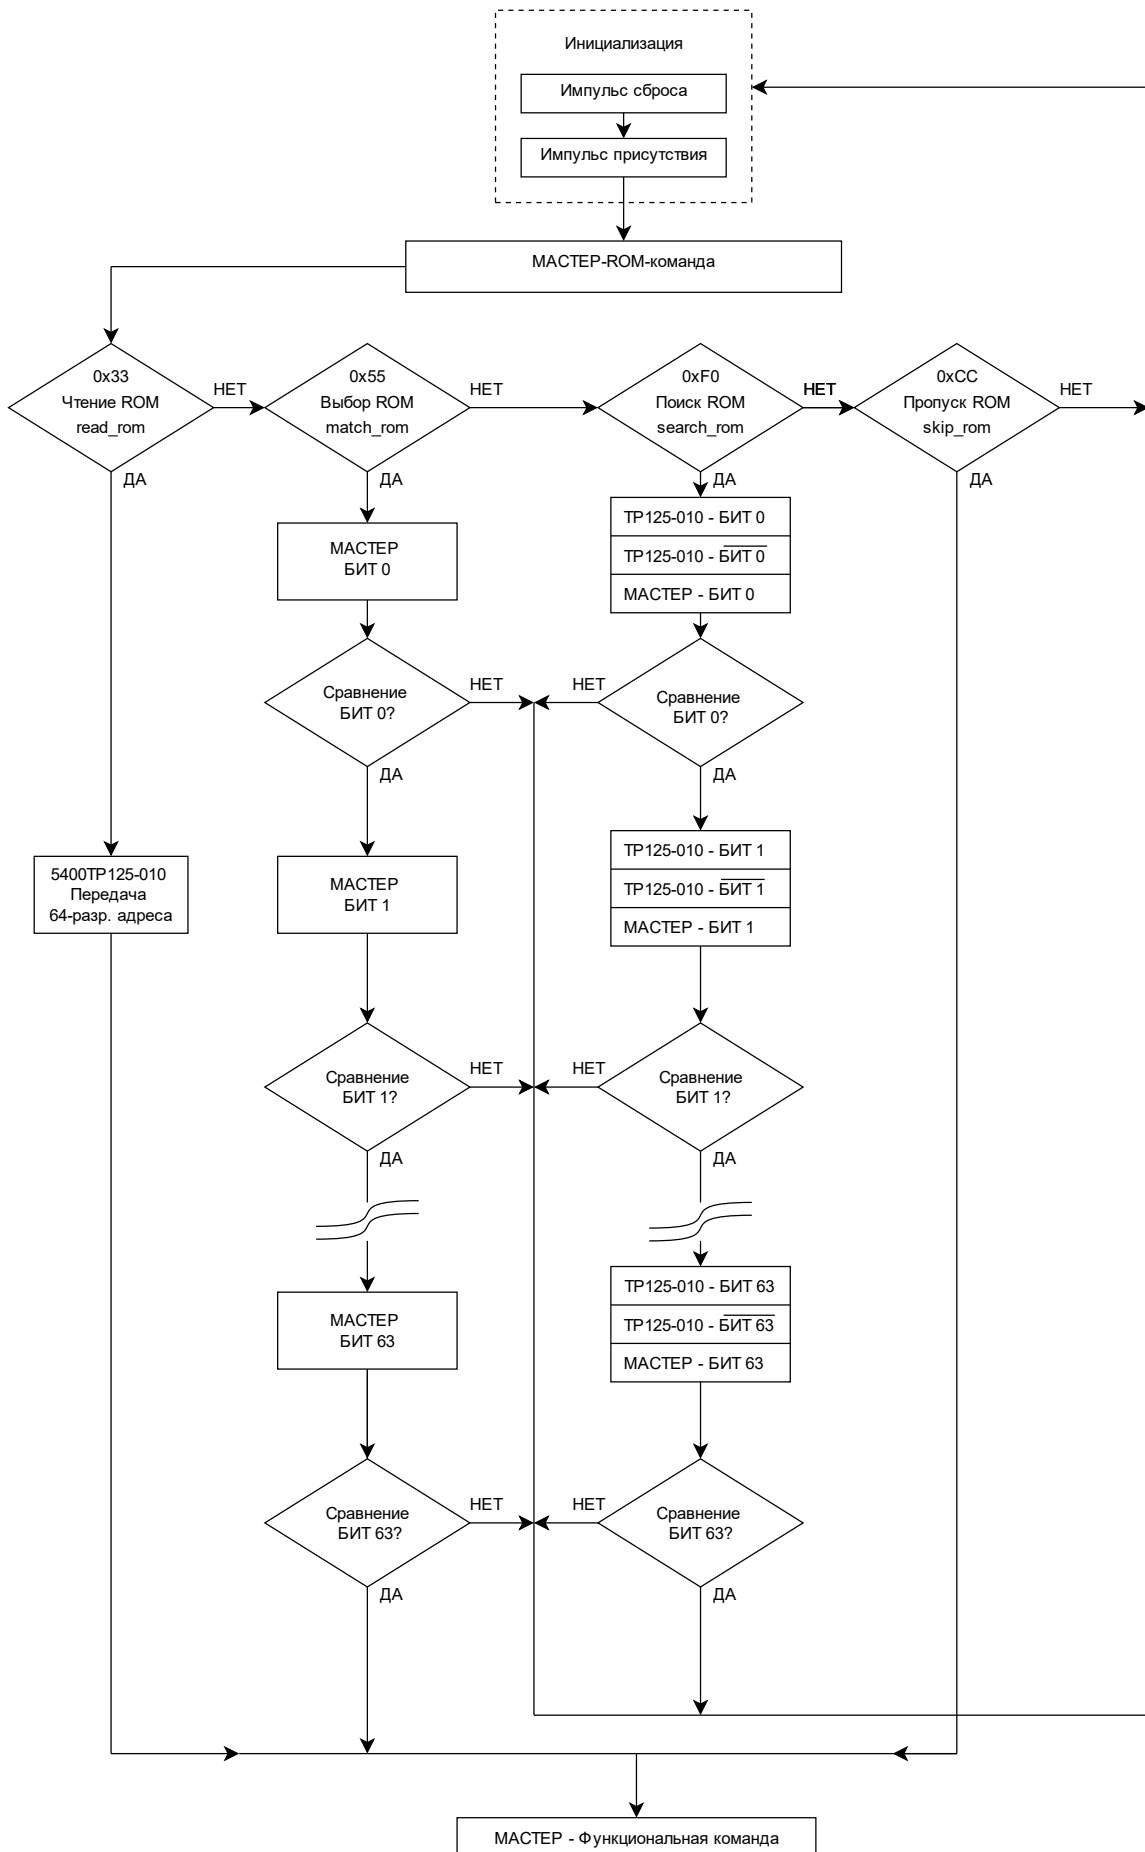 Инициализация
Импульс сброса
Импульс присутствия
МАСТЕР-ROM-команда
0x33
Чтение ROM
read_rom
НЕТ
0x55
Выбор ROM
match_rom
НЕТ
0xF0
Поиск ROM
search_rom
НЕТ
0xCC
Пропуск ROM
skip_rom
НЕТ
ДА
ДА
ДА
ДА
МАСТЕР
БИТ 0
ТР125-010 - БИТ 0
ТР125-010 - БИТ 0
МАСТЕР - БИТ 0
Сравнение
БИТ 0?
НЕТ
НЕТ
Сравнение
БИТ 0?
ДА
ДА
5400ТР125-010
Передача
64-разр. адреса
МАСТЕР
БИТ 1
ТР125-010 - БИТ 1
ТР125-010 - БИТ 1
МАСТЕР - БИТ 1
Сравнение
БИТ 1?
НЕТ
НЕТ
Сравнение
БИТ 1?
ДА
ДА
МАСТЕР
БИТ 63
ТР125-010 - БИТ 63
ТР125-010 - БИТ 63
МАСТЕР - БИТ 63
Сравнение
БИТ 63?
НЕТ
НЕТ
Сравнение
БИТ 63?
ДА
ДА
МАСТЕР - Функциональная команда